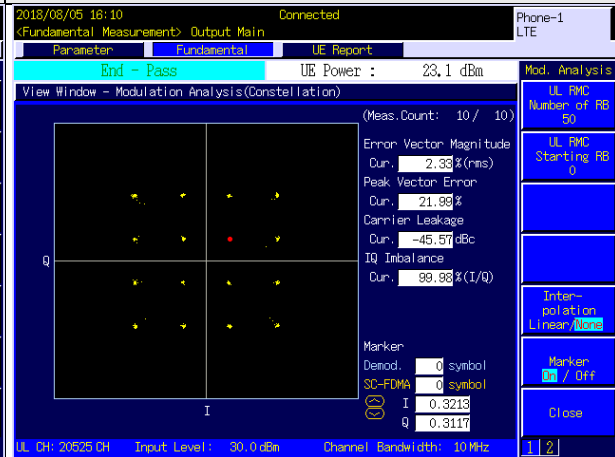 2018/08/05 16:10 Connected
<Fundamental Measurement> Output Main
Phone-1
LTE
Parameter Fundamental UE Report
End - Pass UE Power : 23.1 dBm
Mod. Analysis
View Window - Modulation Analysis(Constellation)
(Meas.Count: 10/ 10)
Error Vector Magnitude
Cur. 2.33 %(rms)
Peak Vector Error
Cur. 21.99 %
Carrier Leakage
Cur. -45.57 dBc
IQ Imbalance
Cur. 99.98 %(I/Q)
Q
I
Marker
Demod. 0 symbol
SC-FDMA 0 symbol
I 0.3213
Q 0.3117
UL RMC
Number of RB
50
UL RMC
Starting RB
0
Inter-
polation
Linear/None
Marker
On / Off
Close
UL CH: 20525 CH Input Level: 30.0 dBm Channel Bandwidth: 10 MHz
1 2